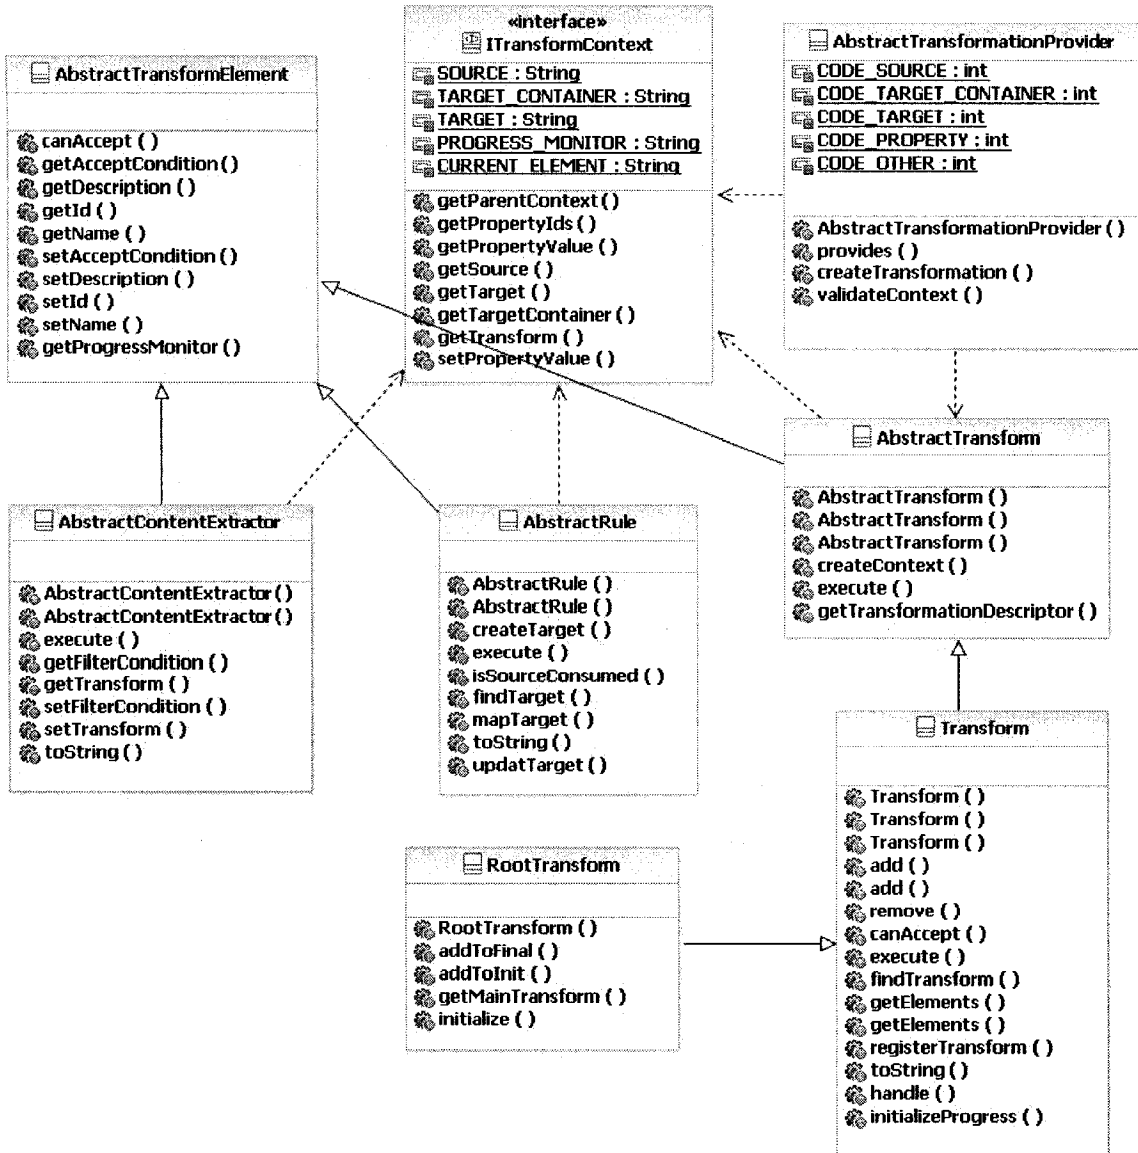 AbstractTransformElement
canAccept ( )
getAcceptCondition( )
getDescription ( )
getId ( )
getName ( )
setAcceptCondition( )
setDescription ( )
setId ( )
setName ( )
getProgressMonitor( )
«interface»
ITransformContext
SOURCE : String
TARGET_CONTAINER : String
TARGET : String
PROGRESS_MONITOR : String
CURRENT_ELEMENT : String
getParentContext( )
getPropertyIds( )
getPropertyValue( )
getSource ( )
getTarget ( )
getTargetContainer( )
getTransform ( )
setPropertyValue ( )
AbstractTransformationProvider
CODE_SOURCE : int
CODE_TARGET_CONTAINER : int
CODE_TARGET : int
CODE_PROPERTY : int
CODE_OTHER : int
AbstractTransformationProvider ( )
provides ( )
createTransformation ( )
validateContext ( )
AbstractContentExtractor
AbstractContentExtractor( )
AbstractContentExtractor( )
execute ( )
getFilterCondition ( )
getTransform ( )
setFilterCondition ( )
setTransform ( )
toString ( )
AbstractRule
AbstractRule ( )
AbstractRule ( )
createTarget ( )
execute ( )
isSourceConsumed ( )
findTarget ( )
mapTarget ( )
toString ( )
updatTarget ( )
AbstractTransform
AbstractTransform ( )
AbstractTransform ( )
AbstractTransform ( )
createContext ( )
execute ( )
getTransformationDescriptor ( )
RootTransform
RootTransform ( )
addToFinal ( )
addToInit ( )
getMainTransform ( )
initialize ( )
Transform
Transform ( )
Transform ( )
Transform ( )
add ( )
add ( )
remove ( )
canAccept ( )
execute ( )
findTransform ( )
getElements ( )
getElements ( )
registerTransform ( )
toString ( )
handle ( )
initializeProgress ( )